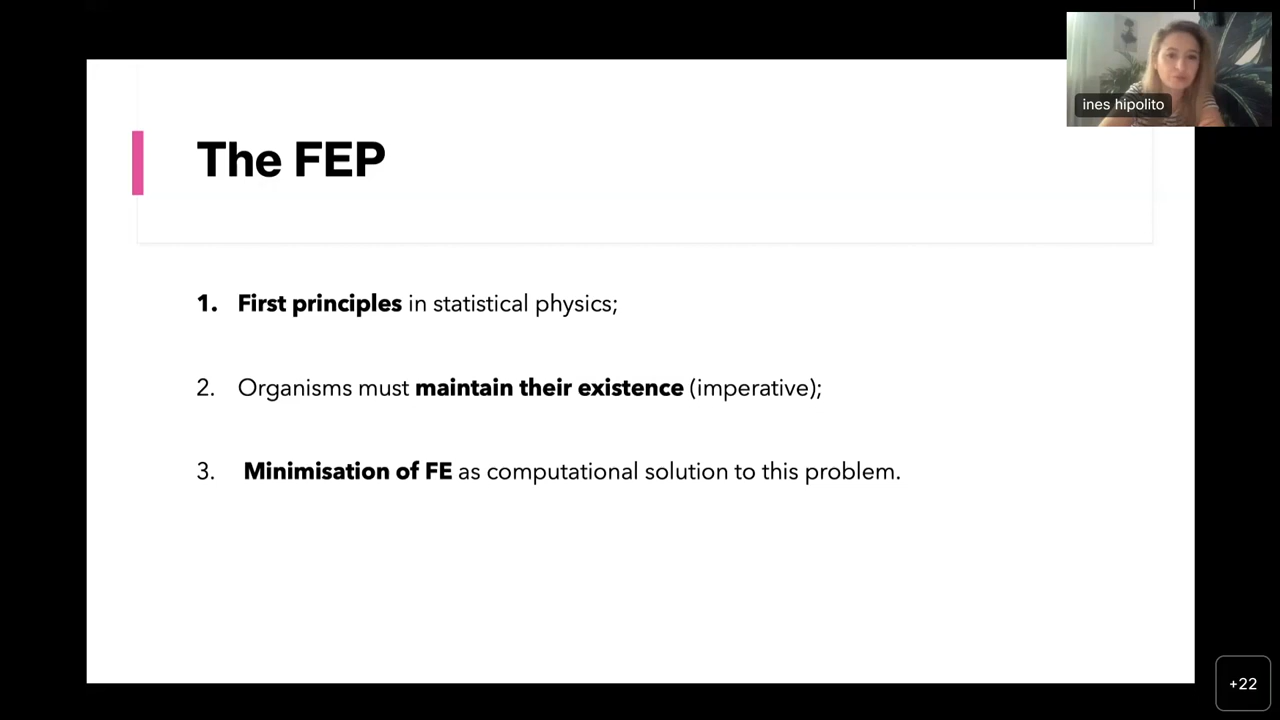 ines hipolito
The FEP
1. First principles in statistical physics;
2. Organisms must maintain their existence (imperative);
3. Minimisation of FE as computational solution to this problem.
+22